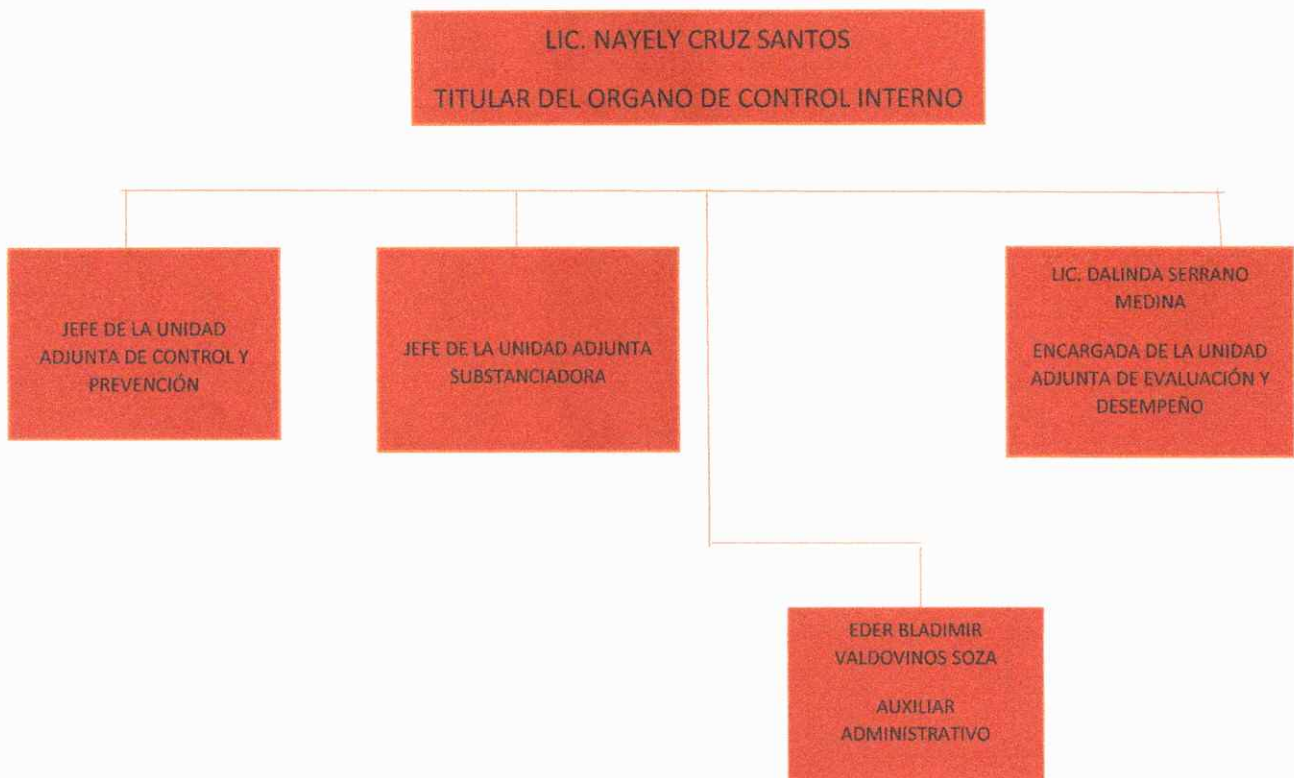 LIC. NAYELY CRUZ SANTOS
TITULAR DEL ORGANO DE CONTROL INTERNO
JEFE DE LA UNIDAD
ADJUNTA DE CONTROL Y
PREVENCIÓN
JEFE DE LA UNIDAD ADJUNTA
SUBSTANCIADORA
LIC. DALINDA SERRANO
MEDINA
ENCARGADA DE LA UNIDAD
ADJUNTA DE EVALUACIÓN Y
DESEMPEÑO
EDER BLADIMIR
VALDOVINOS SOZA
AUXILIAR
ADMINISTRATIVO